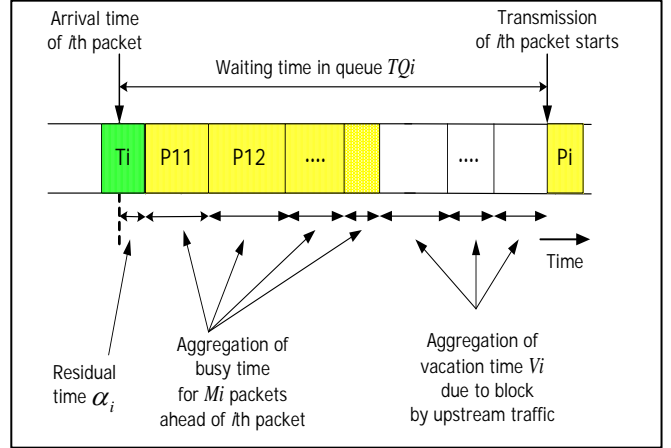 Arrival time
of ith packet
Transmission
of ith packet starts
Waiting time in queue TQi
Ti
P11
P12
....
....
Pi
Time
Residual
time αi
Aggregation of
busy time
for Mi packets
ahead of ith packet
Aggregation of
vacation time Vi
due to block
by upstream traffic